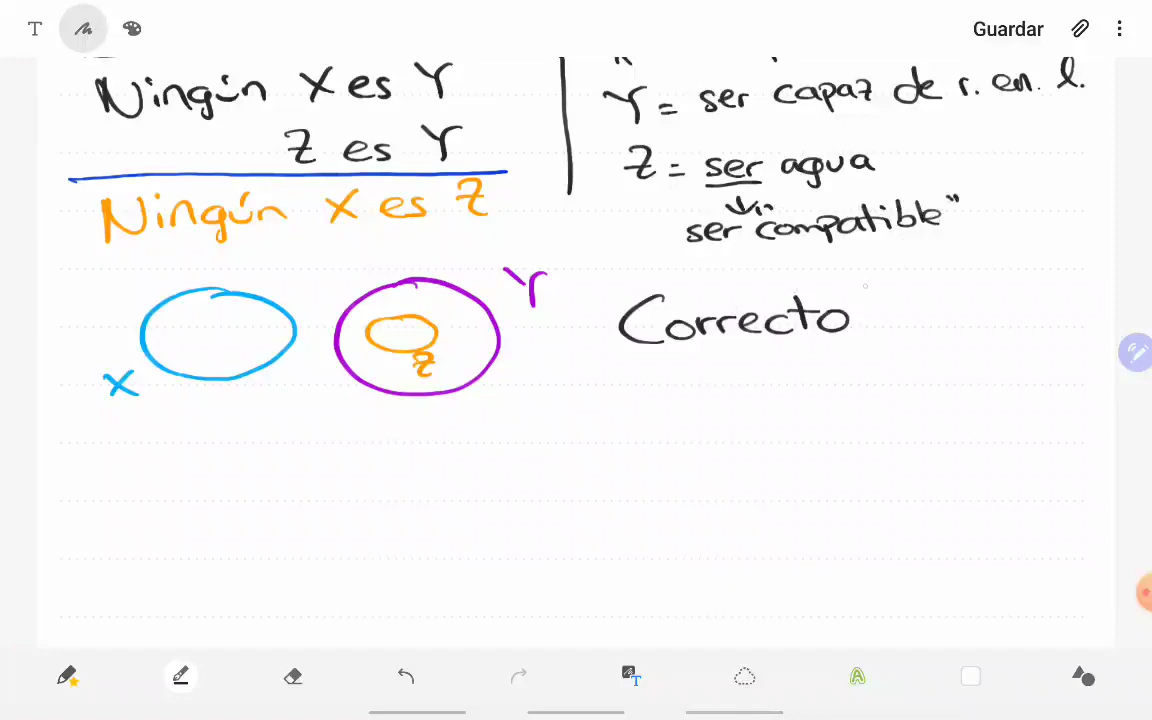 T
Guardar
Ningún X es Y
Z es Y
Ningún X es Z
Y = ser capaz de r. en. l.
Z = ser agua
ser compatible"
X
Y
Z
Correcto